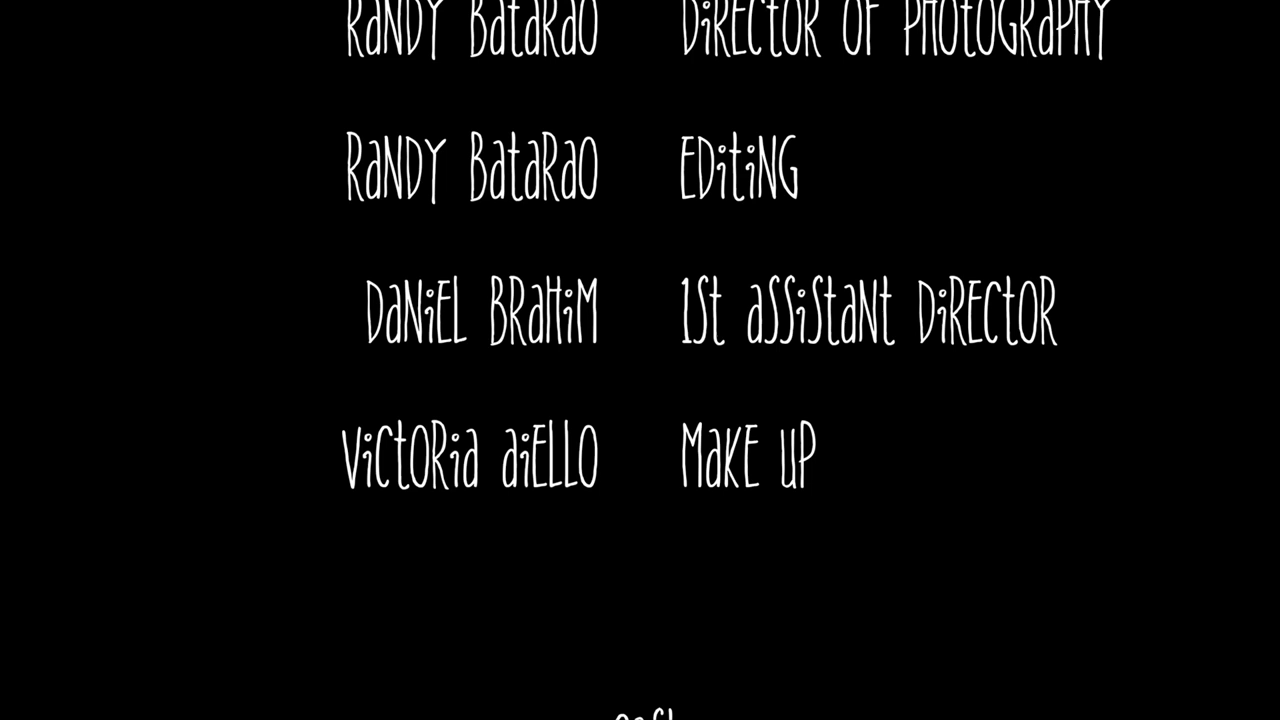 RaNDY BataRaO DiRECtOR OF PHOtOGRaPHY
RaNDY BataRaO EDitiNG
DaNiEL BRaHiM 1St aSSiStaNt DiRECtOR
ViCtORia aiELLO MaKE uP